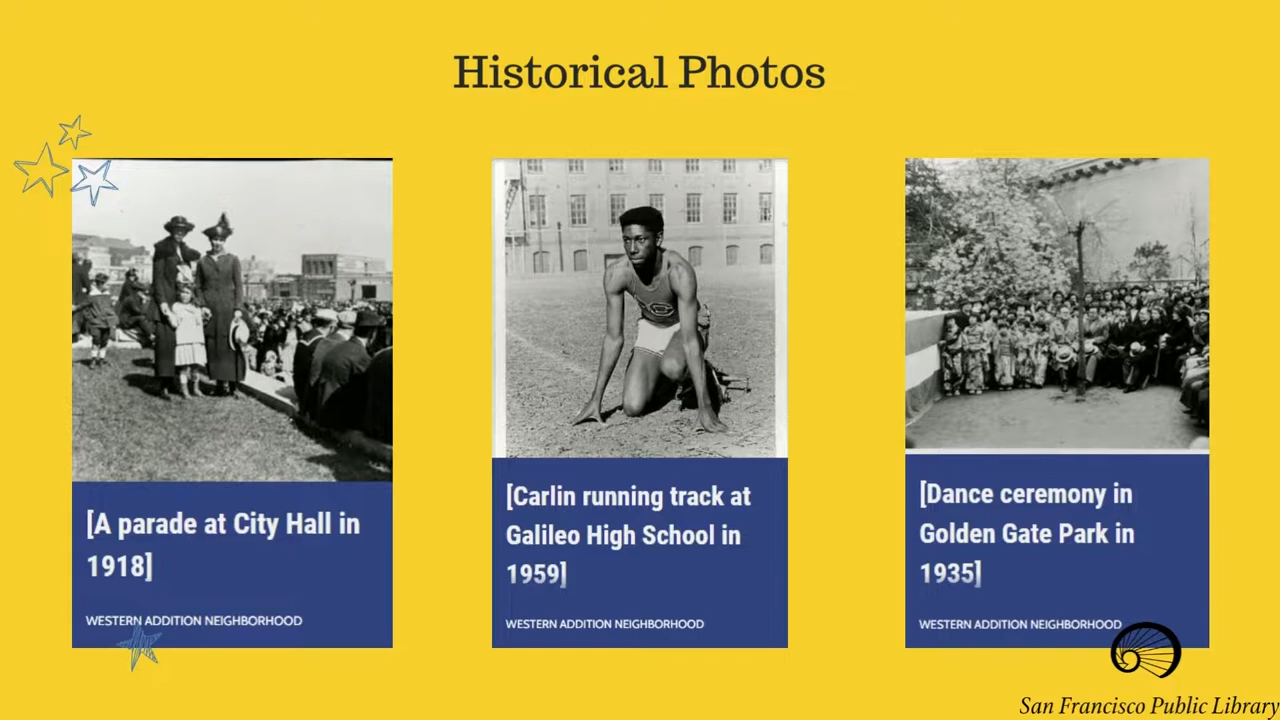 Historical Photos
[A parade at City Hall in
1918]
WESTERN ADDITION NEIGHBORHOOD
[Carlin running track at
Galileo High School in
1959]
WESTERN ADDITION NEIGHBORHOOD
[Dance ceremony in
Golden Gate Park in
1935]
WESTERN ADDITION NEIGHBORHOOD
San Francisco Public Library